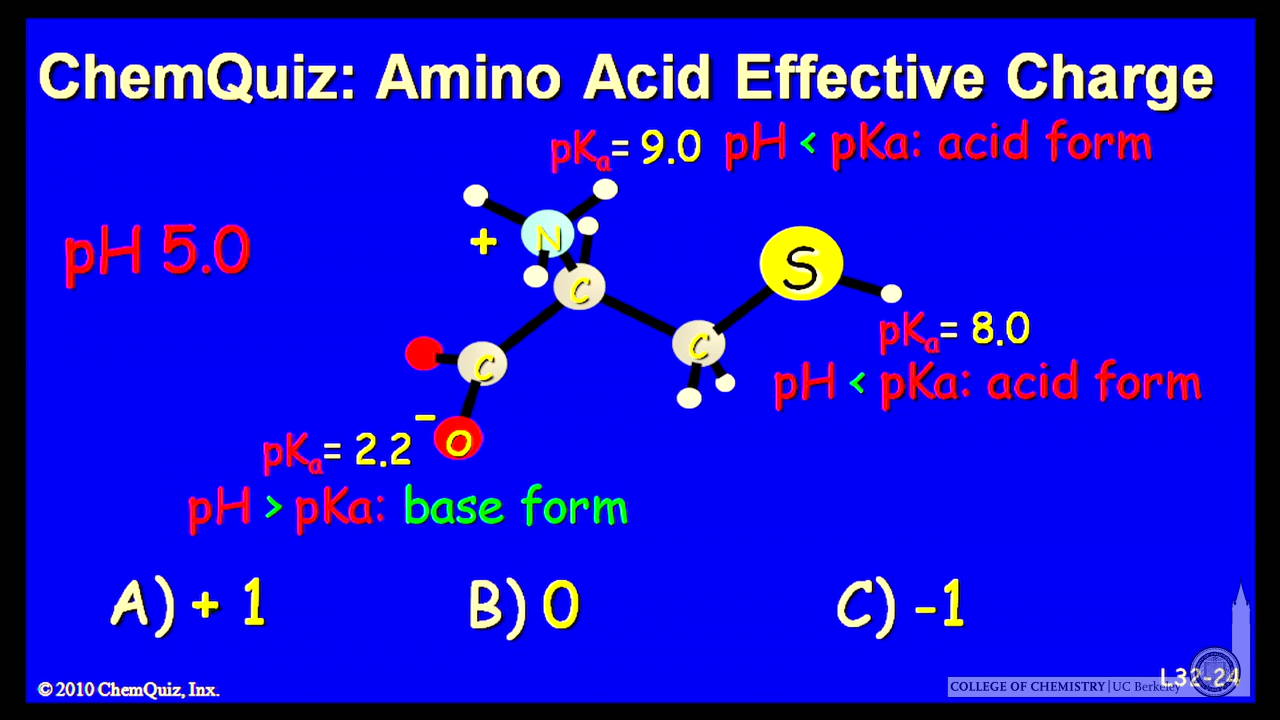 ChemQuiz: Amino Acid Effective Charge
pKa= 9.0 pH < pKa: acid form
pH 5.0
+
N
S
C
C
C
pKa= 8.0
pH < pKa: acid form
–
O
pKa= 2.2
pH > pKa: base form
A) + 1 B) 0 C) -1
© 2010 ChemQuiz, Inx.
L32-24
COLLEGE OF CHEMISTRY | UC Berkeley